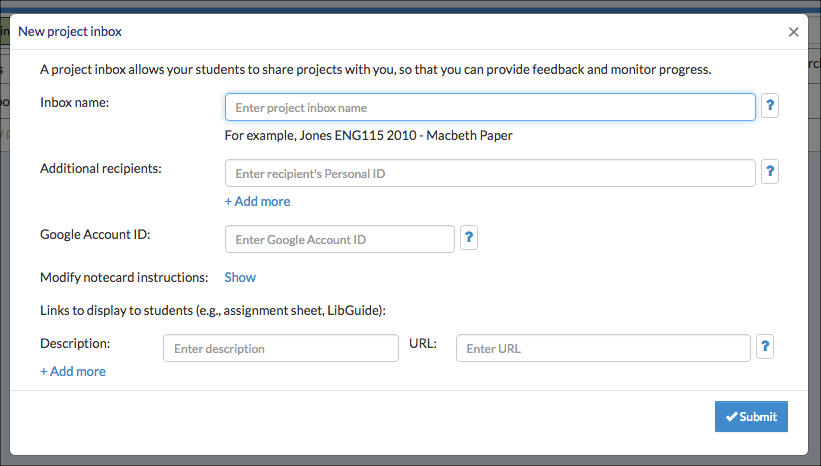 New project inbox ×
A project inbox allows your students to share projects with you, so that you can provide feedback and monitor progress.
Inbox name: Enter project inbox name ?
For example, Jones ENG115 2010 - Macbeth Paper
Additional recipients: Enter recipient's Personal ID ?
+ Add more
Google Account ID: Enter Google Account ID ?
Modify notecard instructions: Show
Links to display to students (e.g., assignment sheet, LibGuide):
Description: Enter description URL: Enter URL ?
+ Add more
Submit